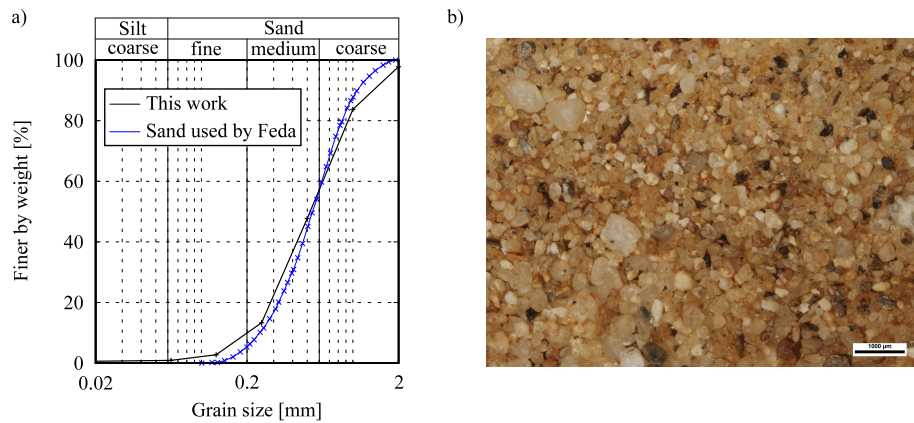 a)
b)
Silt
Sand
coarse
fine
medium
coarse
100
80
60
40
20
0
This work
Sand used by Feda
Finer by weight [%]
0.02
0.2
2
Grain size [mm]
1000 µm